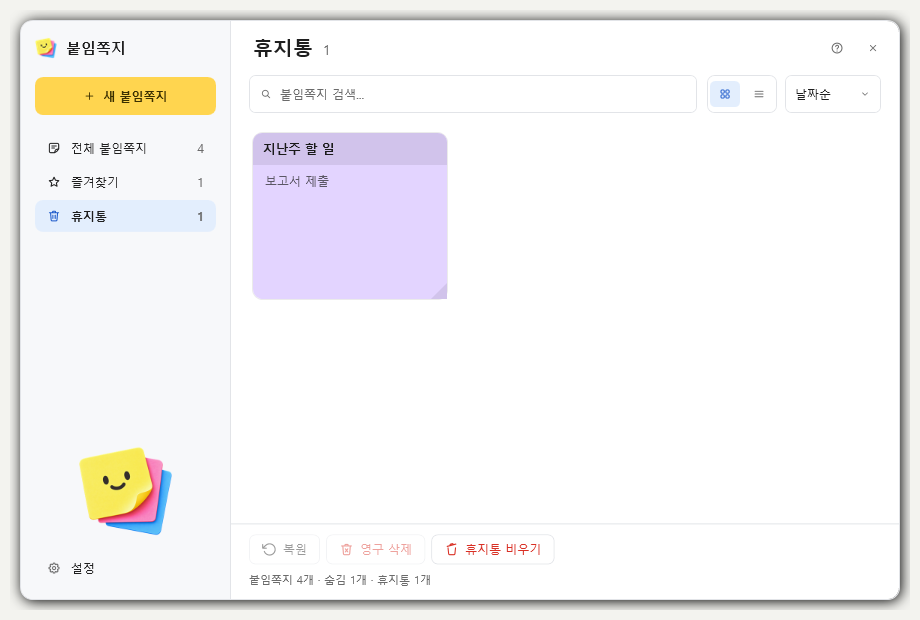 붙임쪽지
+ 새 붙임쪽지
전체 붙임쪽지 4
즐겨찾기 1
휴지통 1
설정
휴지통 1
붙임쪽지 검색...
날짜순
지난주 할 일
보고서 제출
복원
영구 삭제
휴지통 비우기
붙임쪽지 4개 · 숨김 1개 · 휴지통 1개